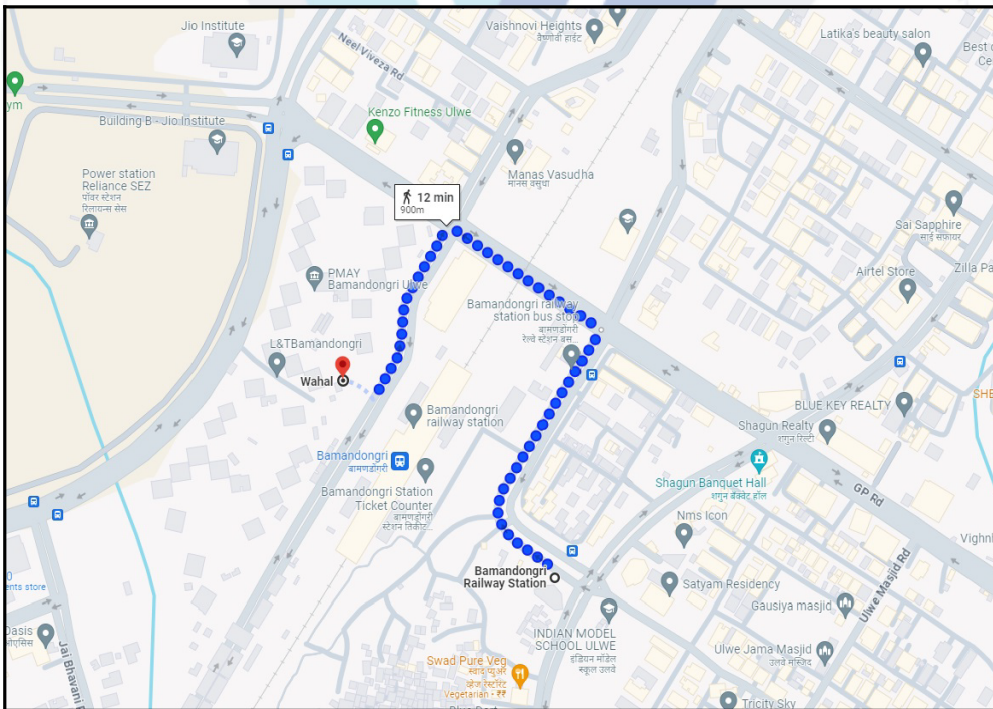 Jio Institute
Vaishnovi Heights
वैष्णोवी हाईट
Latika's beauty salon
Best
Neel Viveza Rd
ym
Kenzo Fitness Ulwe
Building B - Jio Institute
Manas Vasudha
मानस वसुधा
Power station
Reliance SEZ
पॉवर स्टेशन
रिलायन्स सेस
12 min
900m
Sai Sapphire
साई सफायर
PMAY
Bamandongri Ulwe
Airtel Store
Zilla Pa
Bamandongri railway
station bus stop
बामणडोंगरी
रेल्वे स्टेशन बस...
L&TBamandongri
Wahal
Bamandongri
railway station
BLUE KEY REALTY
SHE
Shagun Realty
शगुन रिल्टी
Bamandongri
बामणडोंगरी
Shagun Banquet Hall
शगुन बँक्वेट हॉल
Bamandongri Station
Ticket Counter
बामणडोंगरी
स्टेशन तिकीट...
GP Rd
Nms Icon
Vighn
Bamandongri
Railway Station
Ulwe Masjid Rd
Satyam Residency
Gausiya masjid
0
ents store
INDIAN MODEL
SCHOOL ULWE
इंडियन मॉडेल
स्कूल उलवे
Oasis
ओएसिस
Jai Bhavani
Ulwe Jama Masjid
उलवे मस्जिद
Swad Pure Veg
स्वाद प्युअर
व्हेज रेस्टॉरंट
Vegetarian - ₹₹
Tricity Sky